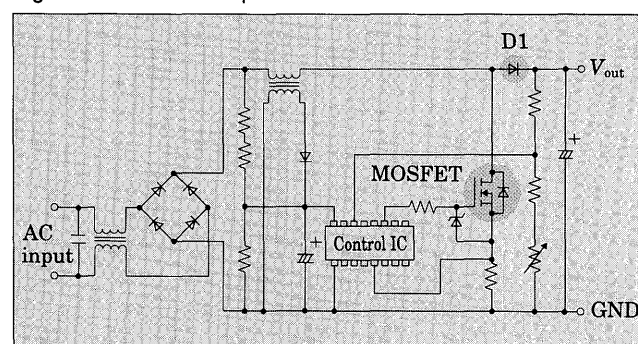 D1
Vout
MOSFET
AC
input
Control IC
+
+
GND